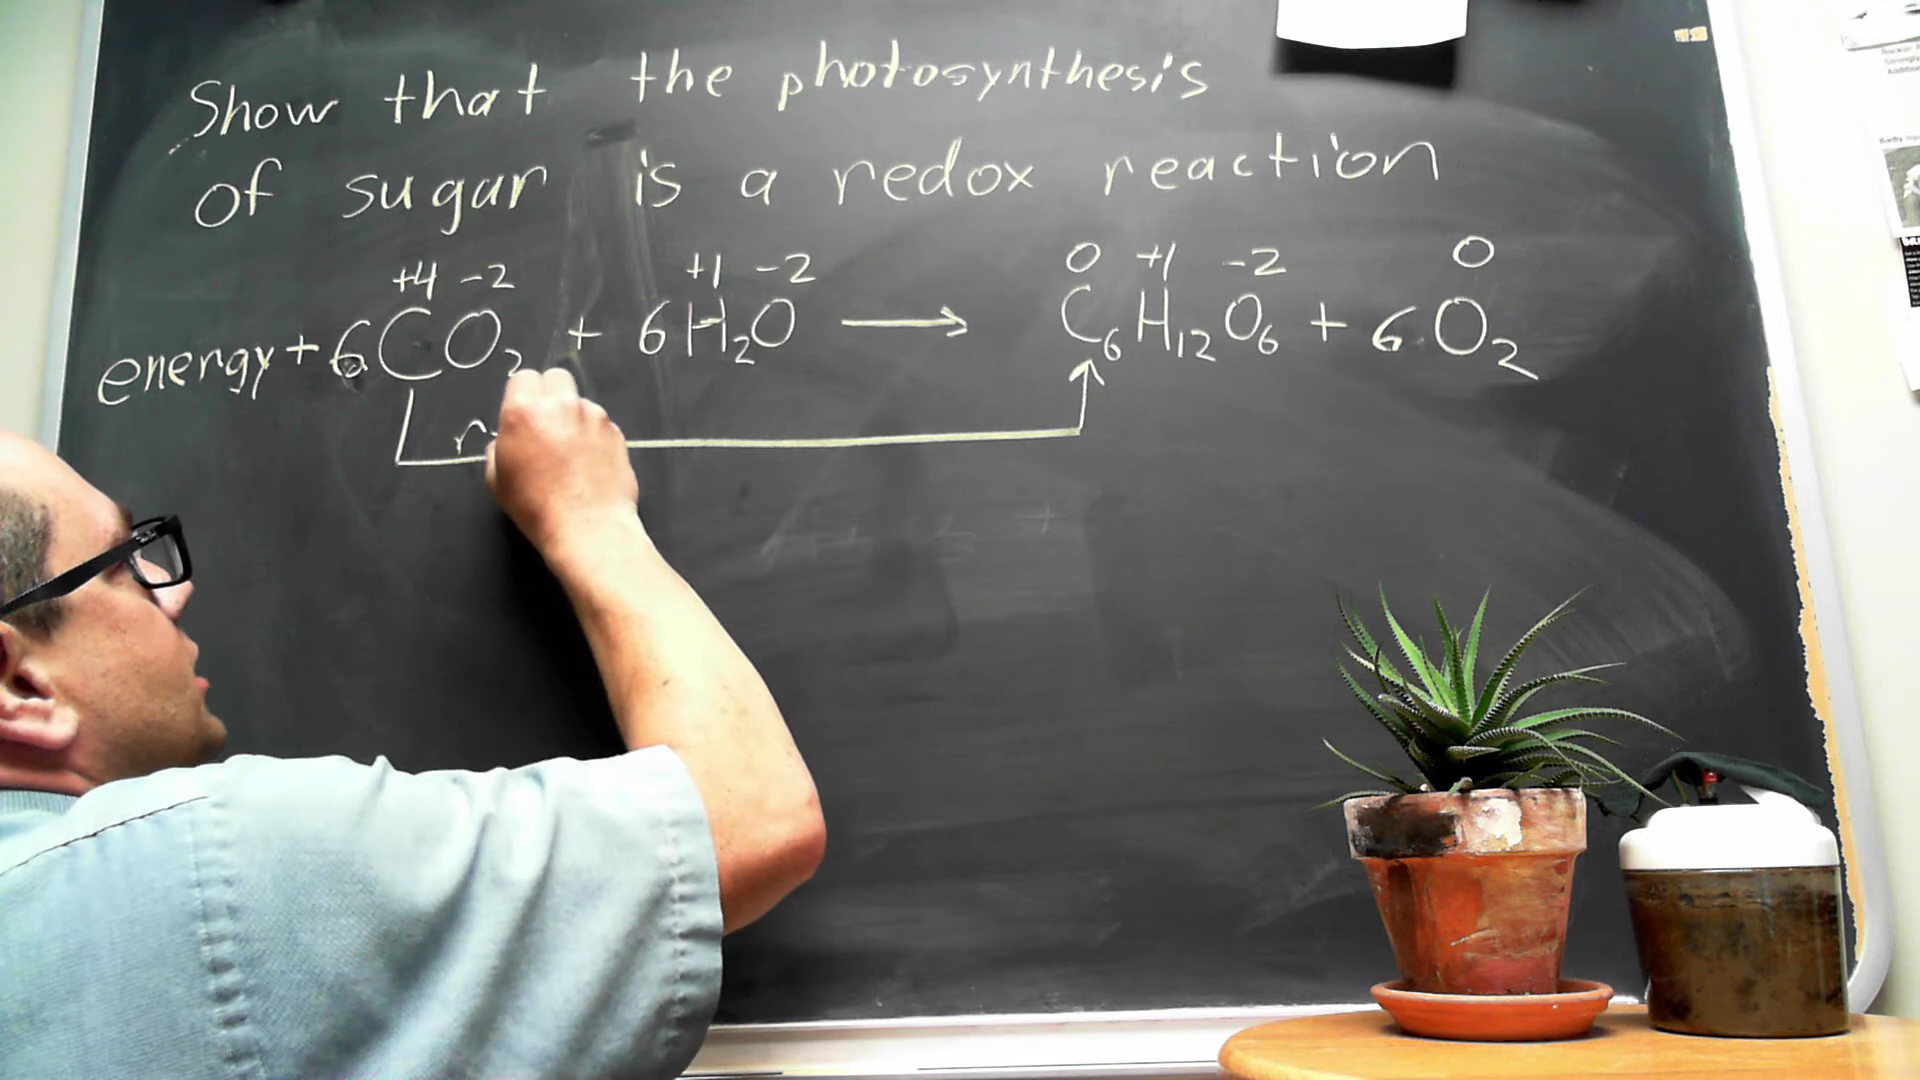 Show that the photosynthesis
of sugar is a redox reaction
+4 -2 +1 -2 0 +1 -2 0
energy + 6CO₂ + 6H₂O → C₆H₁₂O₆ + 6O₂